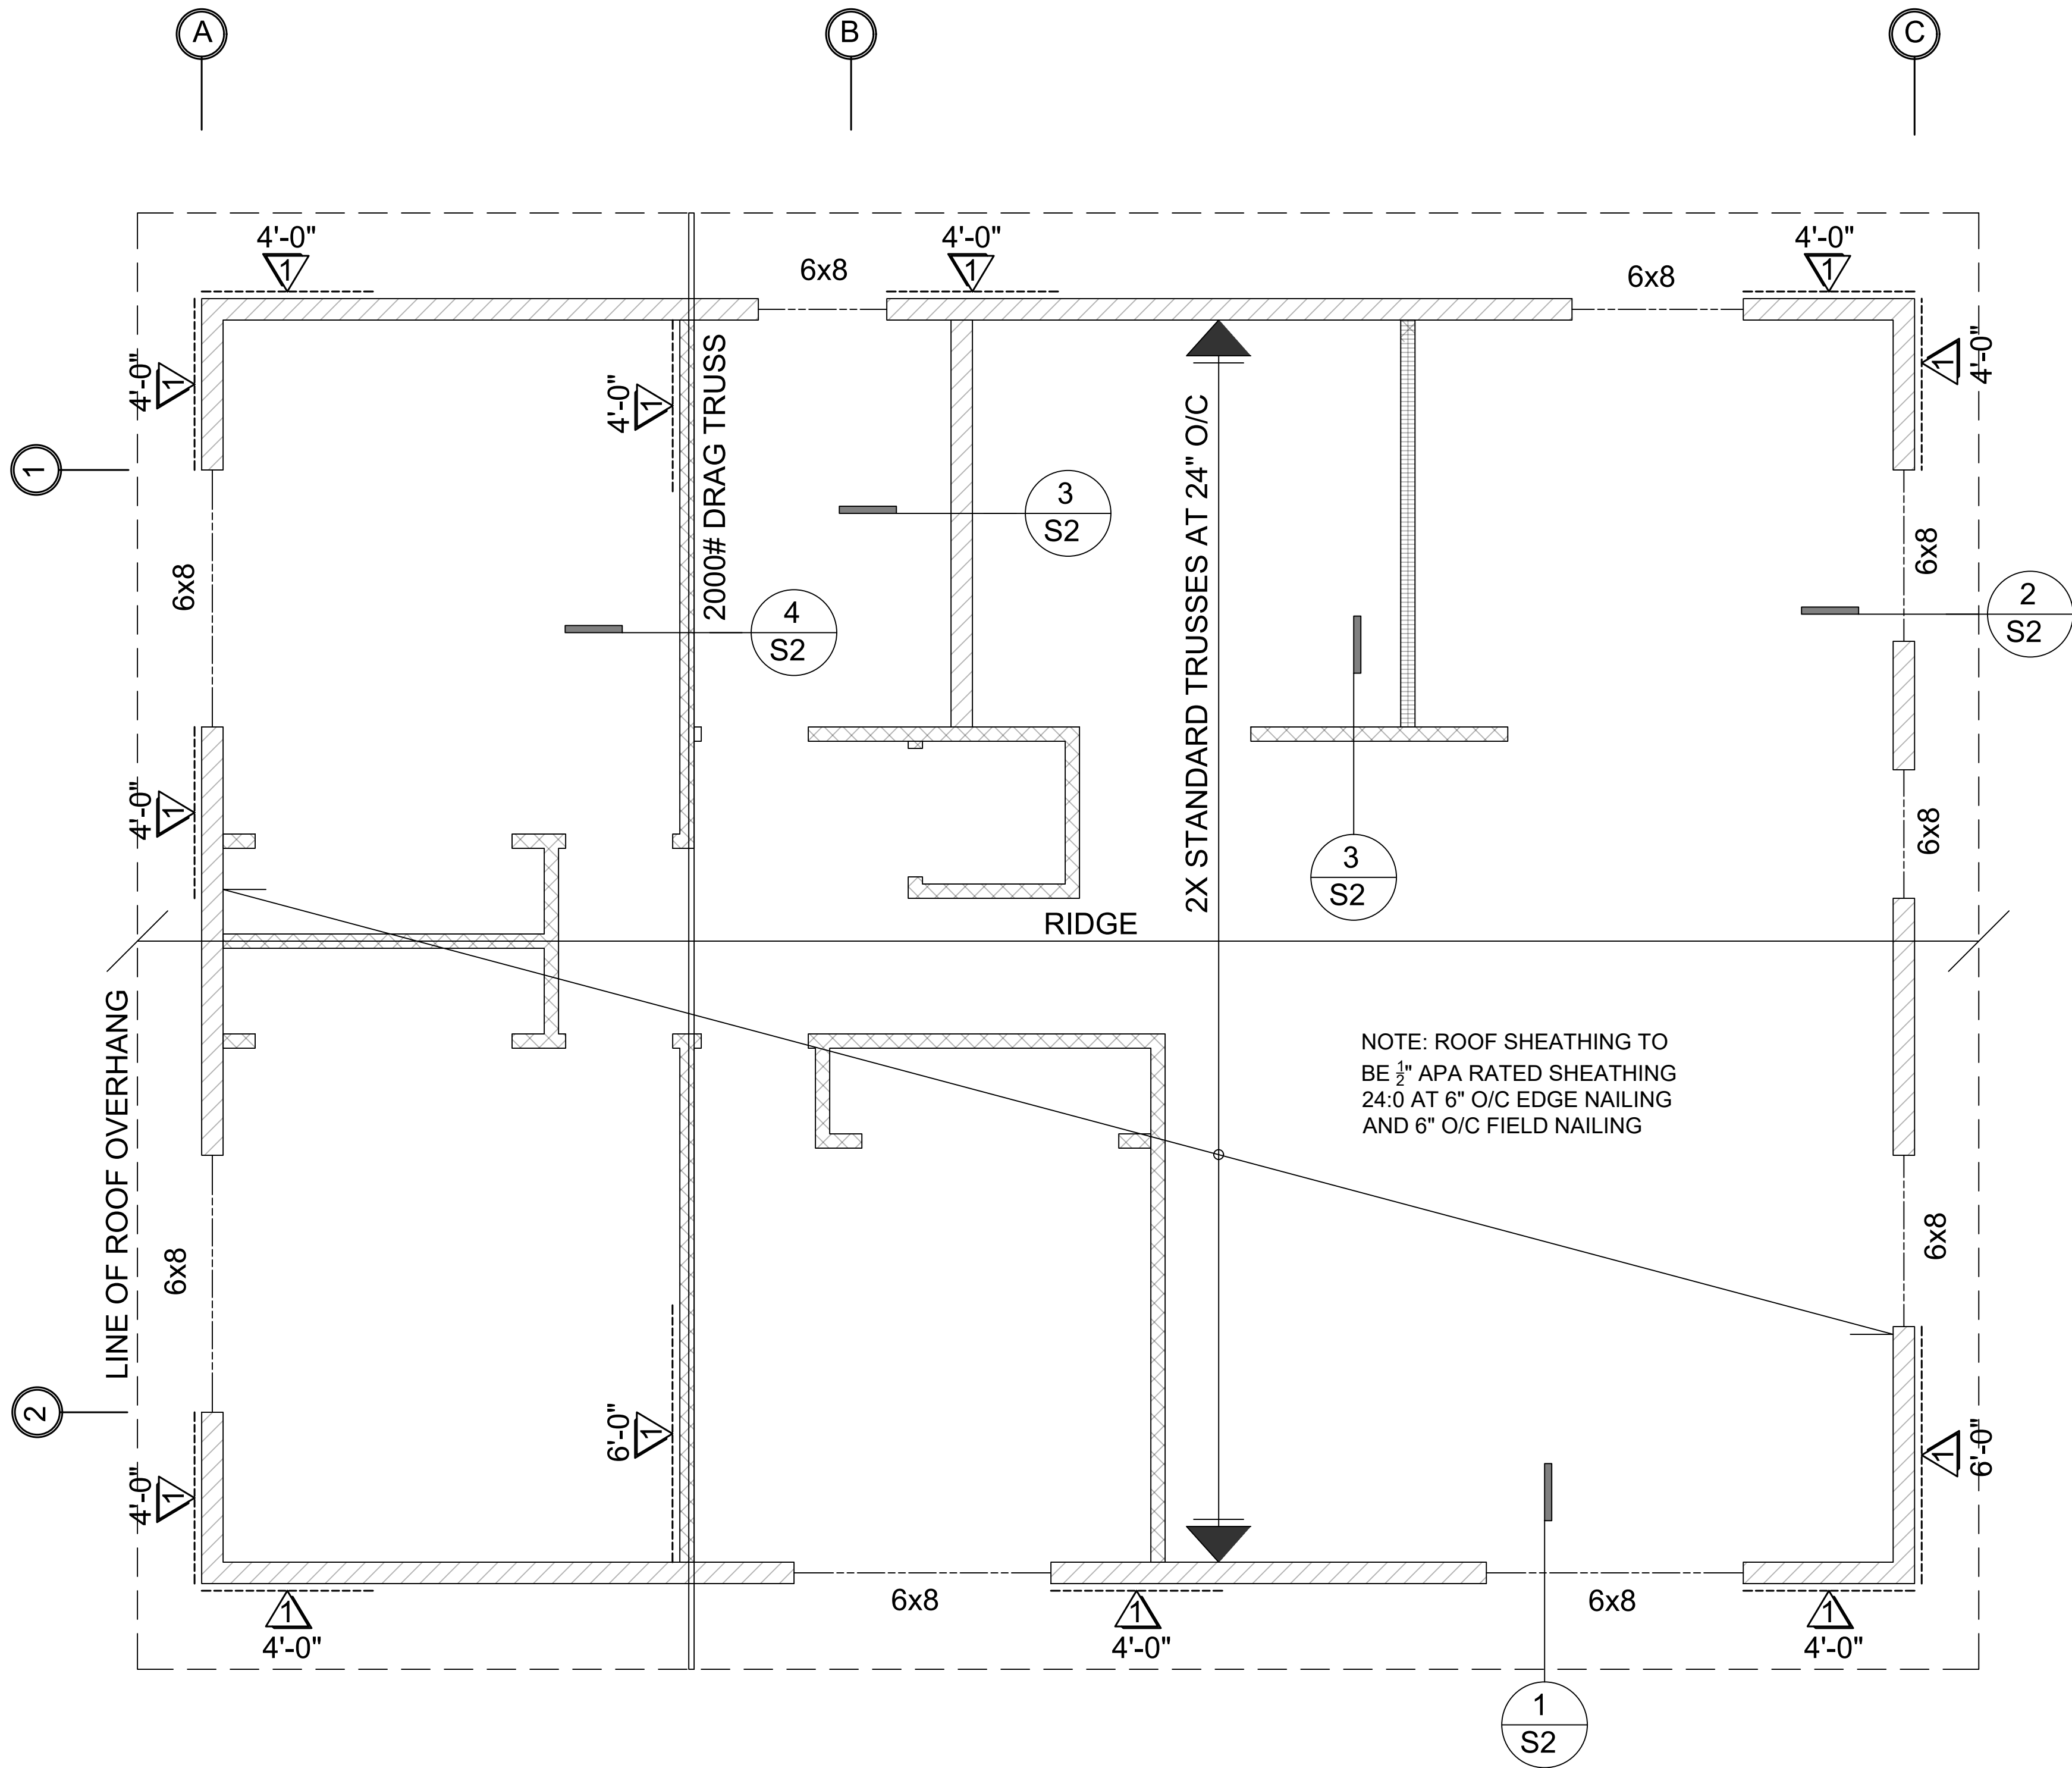 A
B
C
4'-0"
1
6x8
4'-0"
1
6x8
4'-0"
1
4'-0"
1
4'-0"
1
2000# DRAG TRUSS
2X STANDARD TRUSSES AT 24" O/C
1
4'-0"
1
3
S2
6x8
4
S2
6x8
2
S2
4'-0"
1
6x8
3
S2
RIDGE
LINE OF ROOF OVERHANG
NOTE: ROOF SHEATHING TO
BE ½" APA RATED SHEATHING
24:0 AT 6" O/C EDGE NAILING
AND 6" O/C FIELD NAILING
6x8
6x8
2
6'-0"
1
1
6'-0"
4'-0"
1
6x8
6x8
1
4'-0"
1
4'-0"
1
4'-0"
1
S2